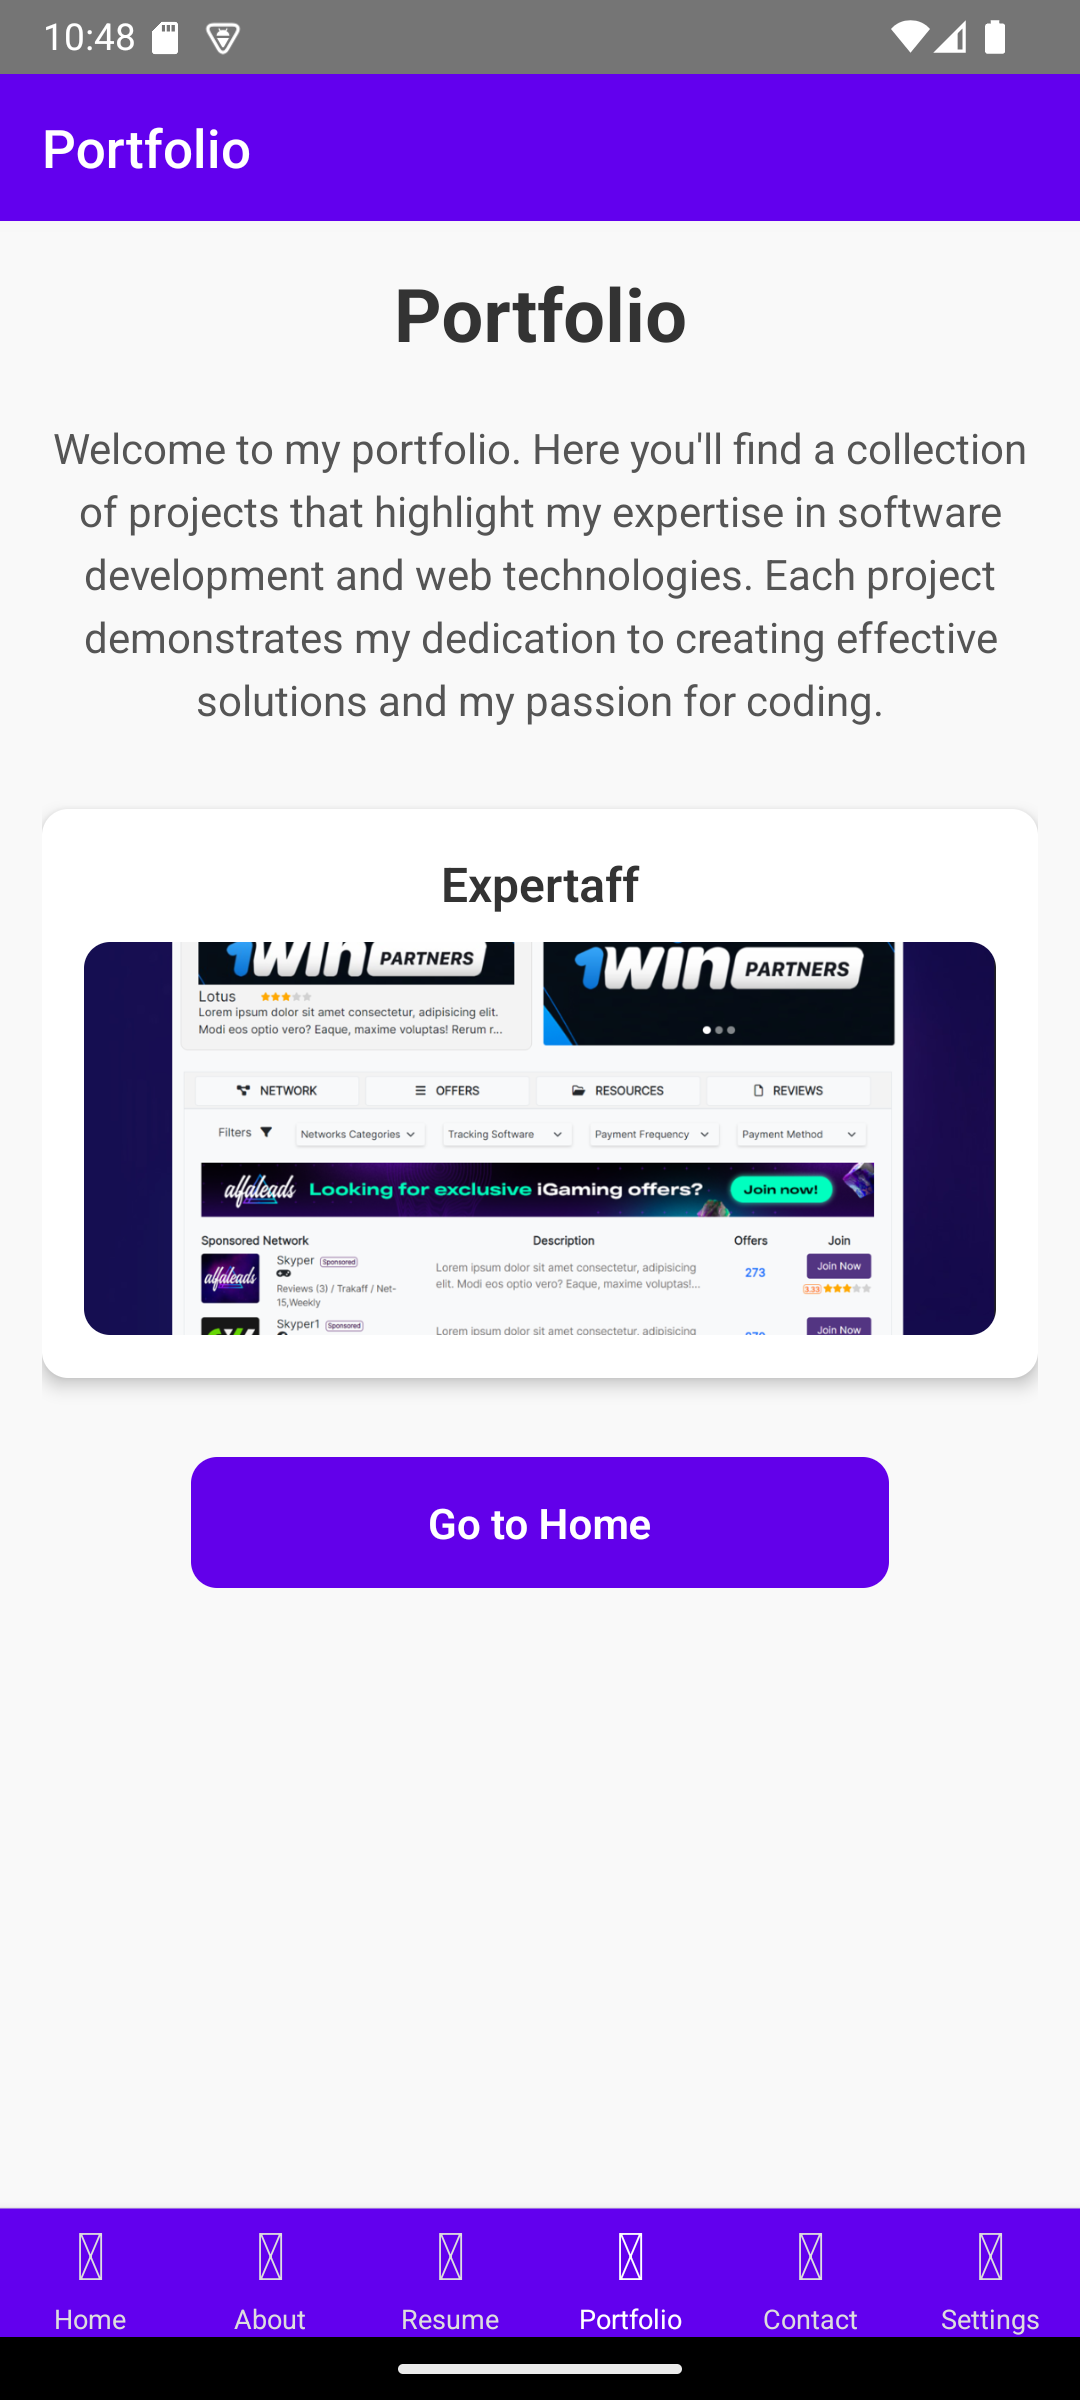 10:48
Portfolio
Portfolio
Welcome to my portfolio. Here you'll find a collection
of projects that highlight my expertise in software
development and web technologies. Each project
demonstrates my dedication to creating effective
solutions and my passion for coding.
Expertaff
1win PARTNERS
1win PARTNERS
Lotus
Lorem ipsum dolor sit amet consectetur, adipisicing elit.
Modi eos optio vero? Eaque, maxime voluptas! Rerum r...
NETWORK OFFERS RESOURCES REVIEWS
Filters Networks Categories Tracking Software Payment Frequency Payment Method
alfaleads Looking for exclusive iGaming offers? Join now!
Sponsored Network Description Offers Join
alfaleads
Skyper Sponsored
Reviews (3) / Trakaff / Net-
15,Weekly
Lorem ipsum dolor sit amet consectetur, adipisicing
elit. Modi eos optio vero? Eaque, maxime voluptas!...
273
Join Now
3.33
Skyper1 Sponsored
Lorem ipsum dolor sit amet consectetur, adipisicing
Join Now
Go to Home
Home About Resume Portfolio Contact Settings